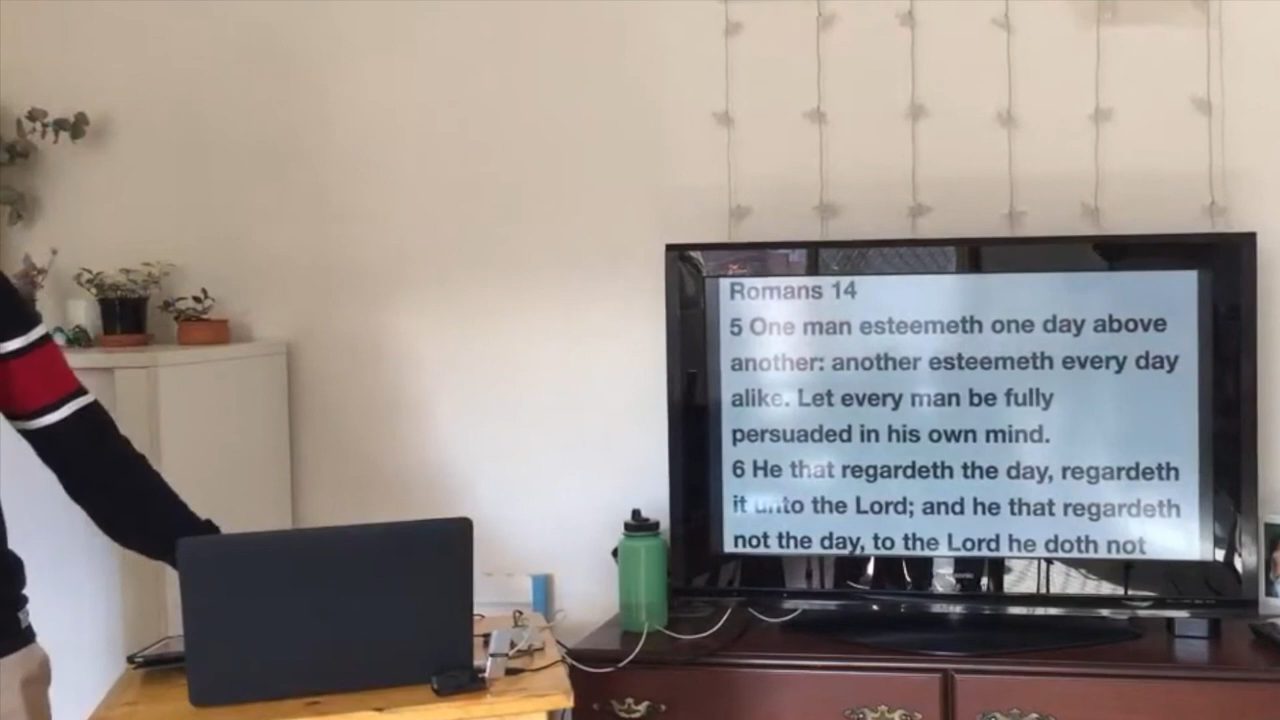 Romans 14
5 One man esteemeth one day above
another: another esteemeth every day
alike. Let every man be fully
persuaded in his own mind.
6 He that regardeth the day, regardeth
it unto the Lord; and he that regardeth
not the day, to the Lord he doth not